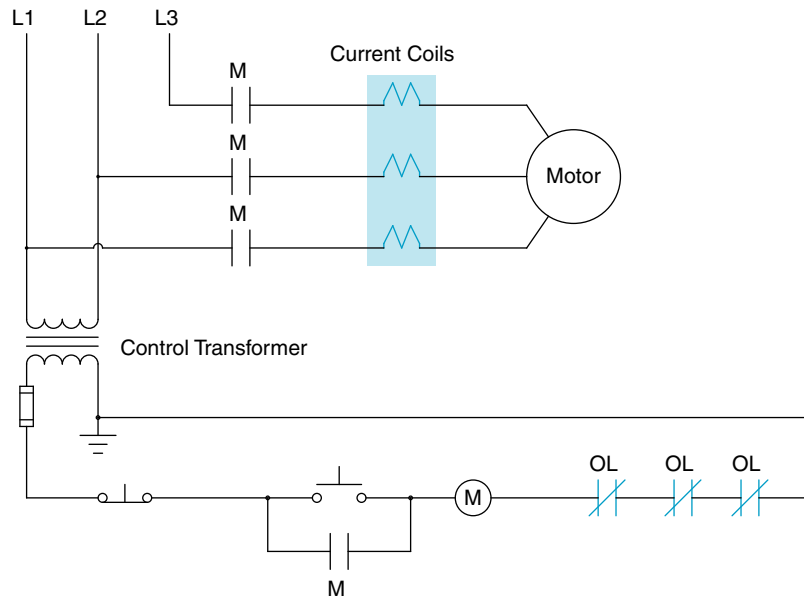 L1 L2 L3
Current Coils
M
M
Motor
M
Control Transformer
OL OL OL
M
M